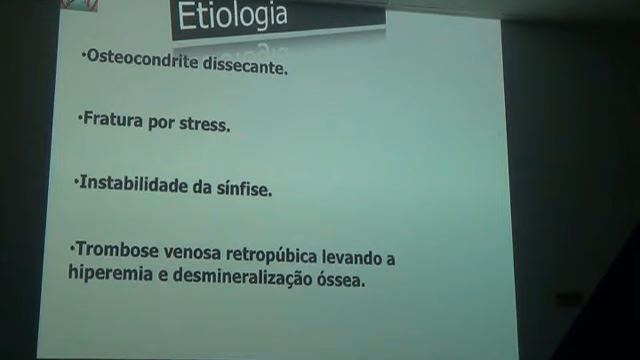 Etiologia
•Osteocondrite dissecante.
•Fratura por stress.
•Instabilidade da sínfise.
•Trombose venosa retropúbica levando a
hiperemia e desmineralização óssea.